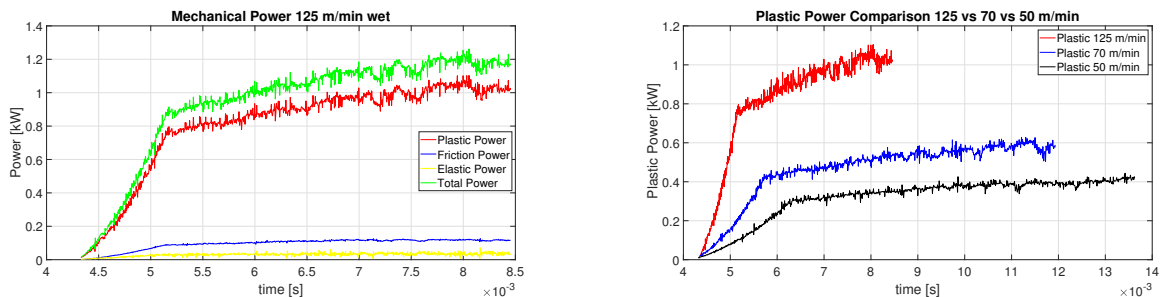 Mechanical Power 125 m/min wet
Power [kW]
1.4
1.2
1
0.8
0.6
0.4
0.2
0
Plastic Power
Friction Power
Elastic Power
Total Power
4 4.5 5 5.5 6 6.5 7 7.5 8 8.5
time [s]
×10⁻³
Plastic Power Comparison 125 vs 70 vs 50 m/min
Plastic Power [kW]
1.2
1
0.8
0.6
0.4
0.2
0
Plastic 125 m/min
Plastic 70 m/min
Plastic 50 m/min
4 5 6 7 8 9 10 11 12 13 14
time [s]
×10⁻³